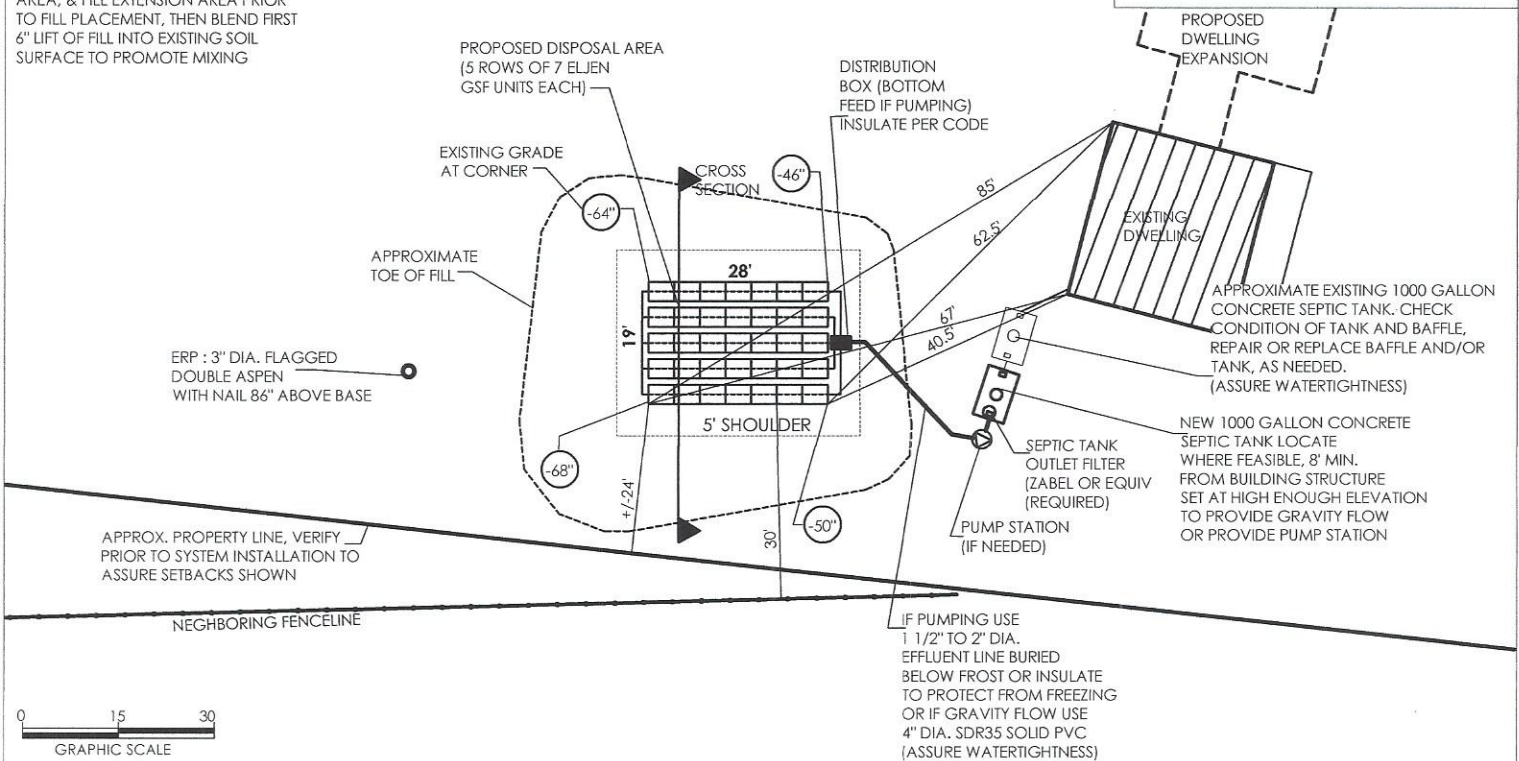 AREA, & FILL EXTENSION AREA PRIOR
TO FILL PLACEMENT, THEN BLEND FIRST
6" LIFT OF FILL INTO EXISTING SOIL
SURFACE TO PROMOTE MIXING
PROPOSED DISPOSAL AREA
(5 ROWS OF 7 ELJEN
GSF UNITS EACH)
DISTRIBUTION
BOX (BOTTOM
FEED IF PUMPING)
INSULATE PER CODE
PROPOSED
DWELLING
EXPANSION
EXISTING GRADE
AT CORNER
CROSS
SECTION
-46"
-64"
85'
62.5'
EXISTING
DWELLING
APPROXIMATE
TOE OF FILL
28'
19'
67'
40.5'
APPROXIMATE EXISTING 1000 GALLON
CONCRETE SEPTIC TANK. CHECK
CONDITION OF TANK AND BAFFLE,
REPAIR OR REPLACE BAFFLE AND/OR
TANK, AS NEEDED.
(ASSURE WATERTIGHTNESS)
ERP : 3" DIA. FLAGGED
DOUBLE ASPEN
WITH NAIL 86" ABOVE BASE
5' SHOULDER
-68"
+/-24'
30'
-50"
SEPTIC TANK
OUTLET FILTER
(ZABEL OR EQUIV
(REQUIRED)
NEW 1000 GALLON CONCRETE
SEPTIC TANK LOCATE
WHERE FEASIBLE, 8' MIN.
FROM BUILDING STRUCTURE
SET AT HIGH ENOUGH ELEVATION
TO PROVIDE GRAVITY FLOW
OR PROVIDE PUMP STATION
PUMP STATION
(IF NEEDED)
APPROX. PROPERTY LINE, VERIFY
PRIOR TO SYSTEM INSTALLATION TO
ASSURE SETBACKS SHOWN
NEGHBORING FENCELINE
IF PUMPING USE
1 1/2" TO 2" DIA.
EFFLUENT LINE BURIED
BELOW FROST OR INSULATE
TO PROTECT FROM FREEZING
OR IF GRAVITY FLOW USE
4" DIA. SDR35 SOLID PVC
(ASSURE WATERTIGHTNESS)
0 15 30
GRAPHIC SCALE